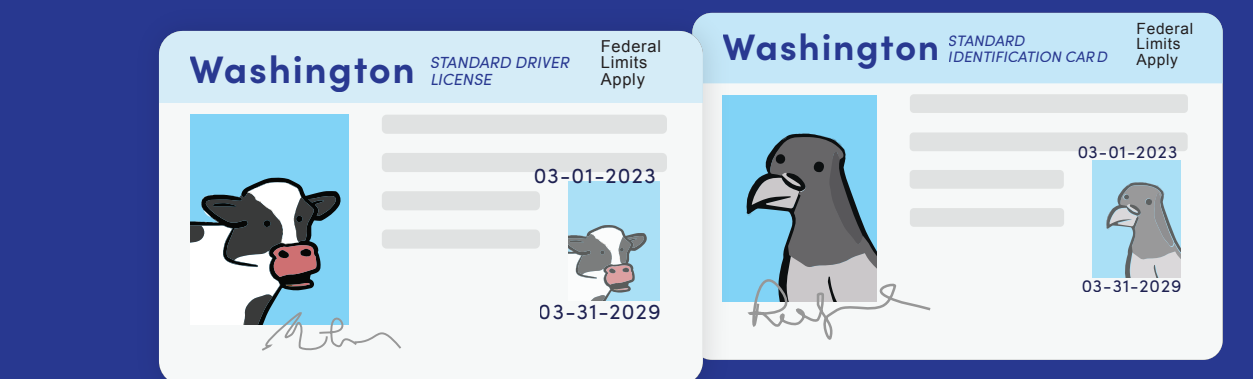 Washington STANDARD DRIVER
LICENSE
Federal
Limits
Apply
03-01-2023
03-31-2029
Washington STANDARD
IDENTIFICATION CARD
Federal
Limits
Apply
03-01-2023
03-31-2029